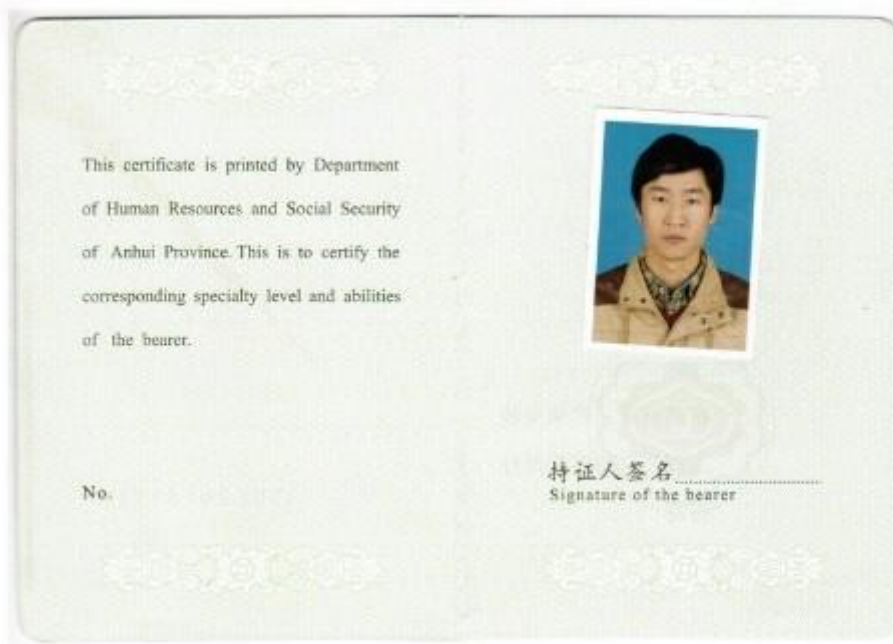 This certificate is printed by Department
of Human Resources and Social Security
of Anhui Province. This is to certify the
corresponding specialty level and abilities
of the bearer.
No.
持证人签名
Signature of the bearer